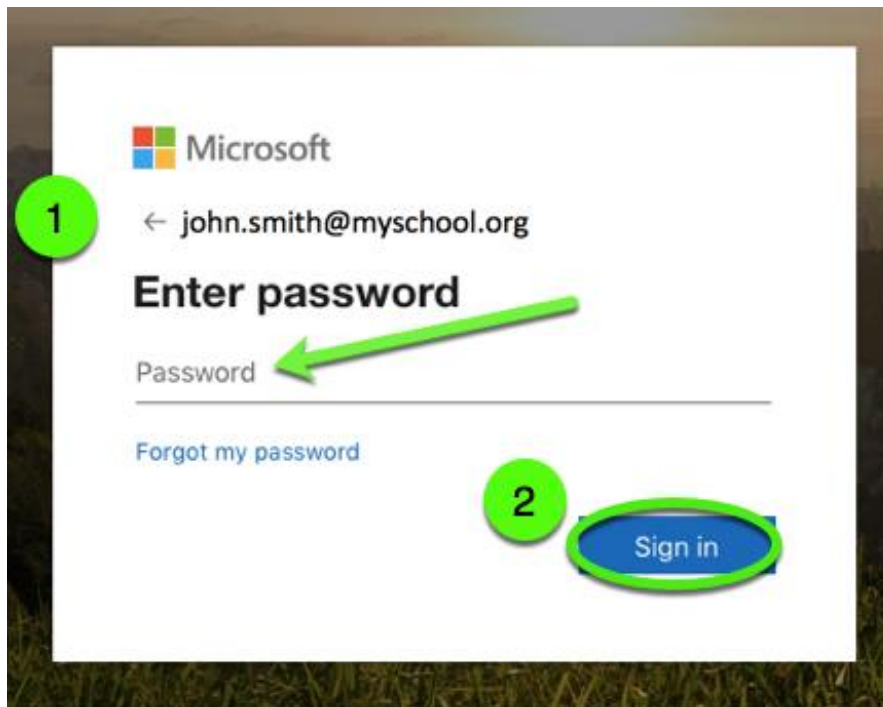 Microsoft
1
← john.smith@myschool.org
Enter password
Password
Forgot my password
2
Sign in